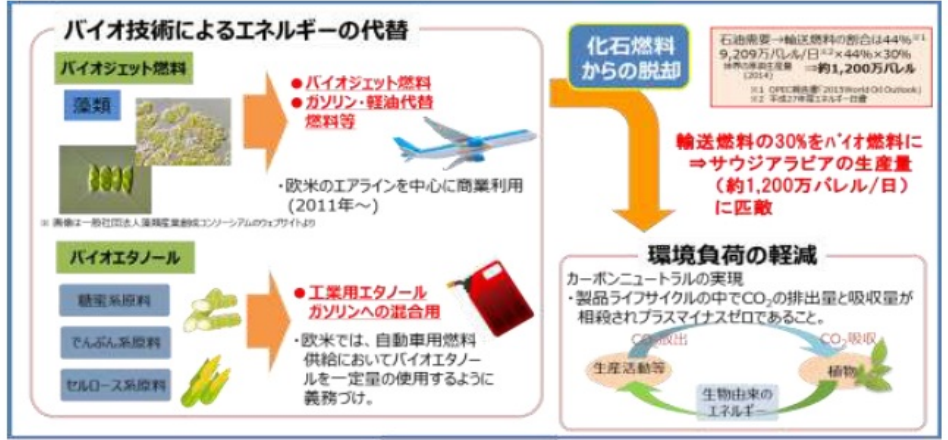 バイオ技術によるエネルギーの代替
バイオジェット燃料
藻類
●バイオジェット燃料
●ガソリン・軽油代替
燃料等
・欧米のエアラインを中心に商業利用
(2011年~)
※ 画像は一般社団法人藻類産業創成コンソーシアムのウェブサイトより
バイオエタノール
糖蜜系原料
でんぷん系原料
セルロース系原料
●工業用エタノール
ガソリンへの混合用
・欧米では、自動車用燃料
供給においてバイオエタノー
ルを一定量の使用するように
義務づけ。
化石燃料
からの脱却
石油需要→輸送燃料の割合は44%※1
9,209万バレル/日※2×44%×30%
世界の原油生産量
(2014)
⇒約1,200万バレル
※1 OPEC報告書「2015World Oil Outlook」
※2 平成27年度エネルギー白書
輸送燃料の30%をバイオ燃料に
⇒サウジアラビアの生産量
(約1,200万バレル/日)
に匹敵
環境負荷の軽減
カーボンニュートラルの実現
・製品ライフサイクルの中でCO₂の排出量と吸収量が
相殺されプラスマイナスゼロであること。
CO₂放出
CO₂吸収
生産活動等
植物
生物由来の
エネルギー